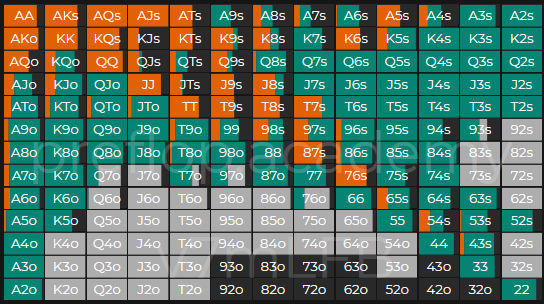 AA AKs AQs AJs ATs A9s A8s A7s A6s A5s A4s A3s A2s
AKo KK KQs KJs KTs K9s K8s K7s K6s K5s K4s K3s K2s
AQo KQo QQ QJs QTs Q9s Q8s Q7s Q6s Q5s Q4s Q3s Q2s
AJo KJo QJo JJ JTs J9s J8s J7s J6s J5s J4s J3s J2s
ATo KTo QTo JTo TT T9s T8s T7s T6s T5s T4s T3s T2s
A9o K9o Q9o J9o T9o 99 98s 97s 96s 95s 94s 93s 92s
A8o K8o Q8o J8o T8o 98o 88 87s 86s 85s 84s 83s 82s
A7o K7o Q7o J7o T7o 97o 87o 77 76s 75s 74s 73s 72s
A6o K6o Q6o J6o T6o 96o 86o 76o 66 65s 64s 63s 62s
A5o K5o Q5o J5o T5o 95o 85o 75o 65o 55 54s 53s 52s
A4o K4o Q4o J4o T4o 94o 84o 74o 64o 54o 44 43s 42s
A3o K3o Q3o J3o T3o 93o 83o 73o 63o 53o 43o 33 32s
A2o K2o Q2o J2o T2o 92o 82o 72o 62o 52o 42o 32o 22